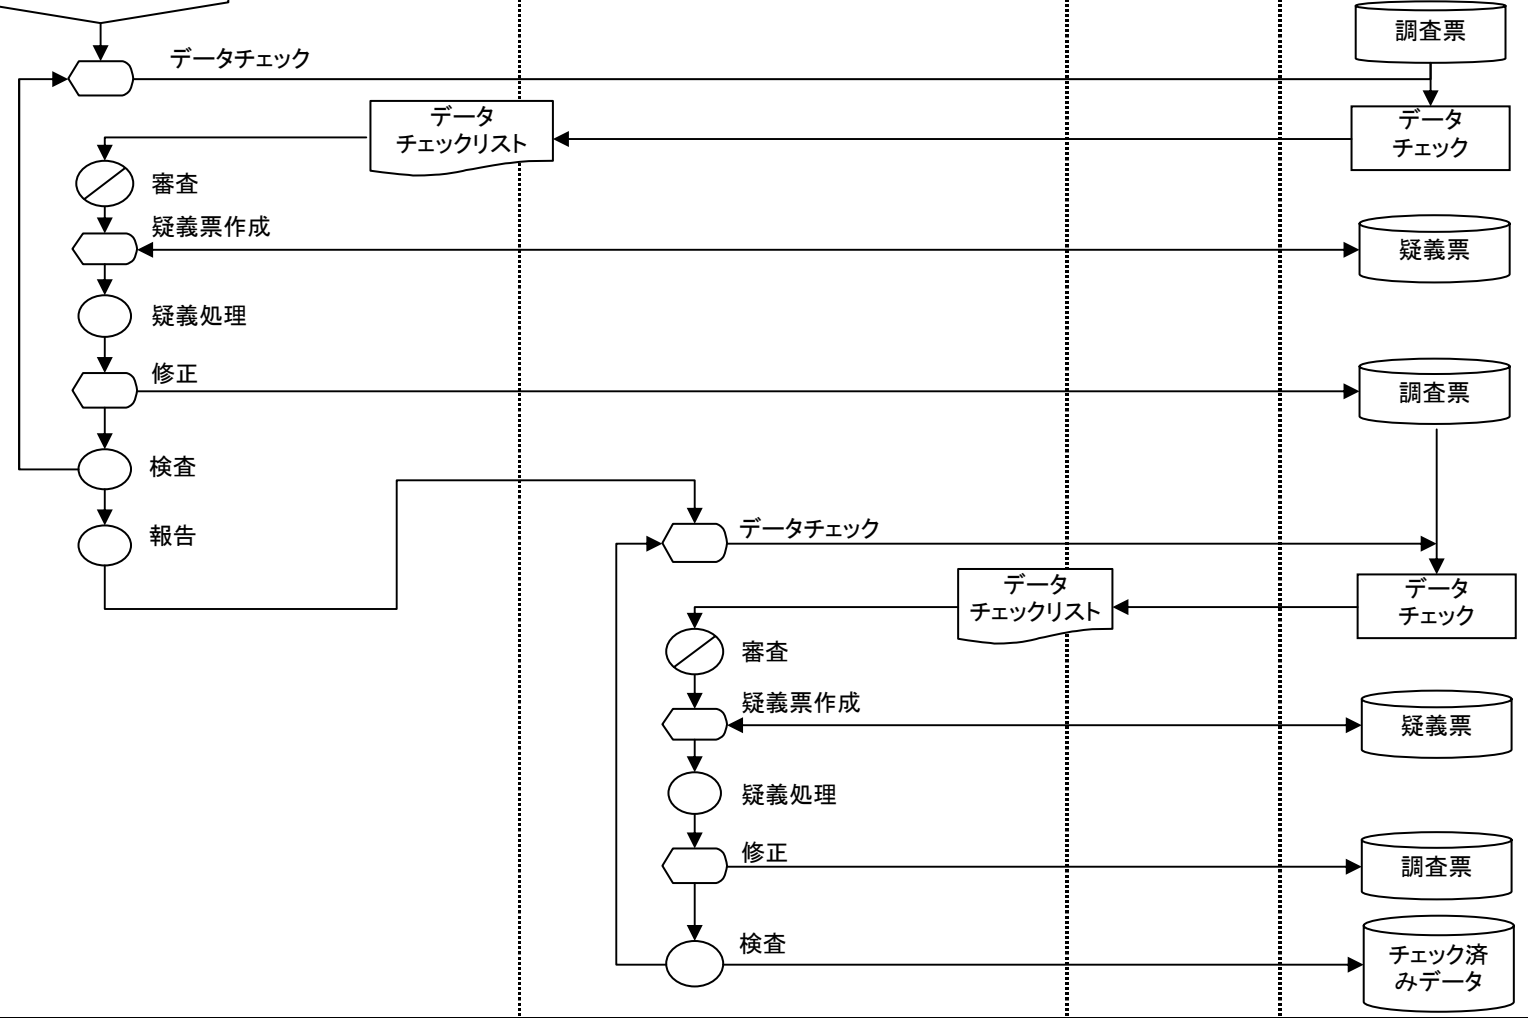 調査票
データチェック
データ
チェックリスト
データ
チェック
審査
疑義票作成
疑義票
疑義処理
修正
調査票
検査
報告
データチェック
データ
チェックリスト
データ
チェック
審査
疑義票作成
疑義票
疑義処理
修正
調査票
検査
チェック済
みデータ